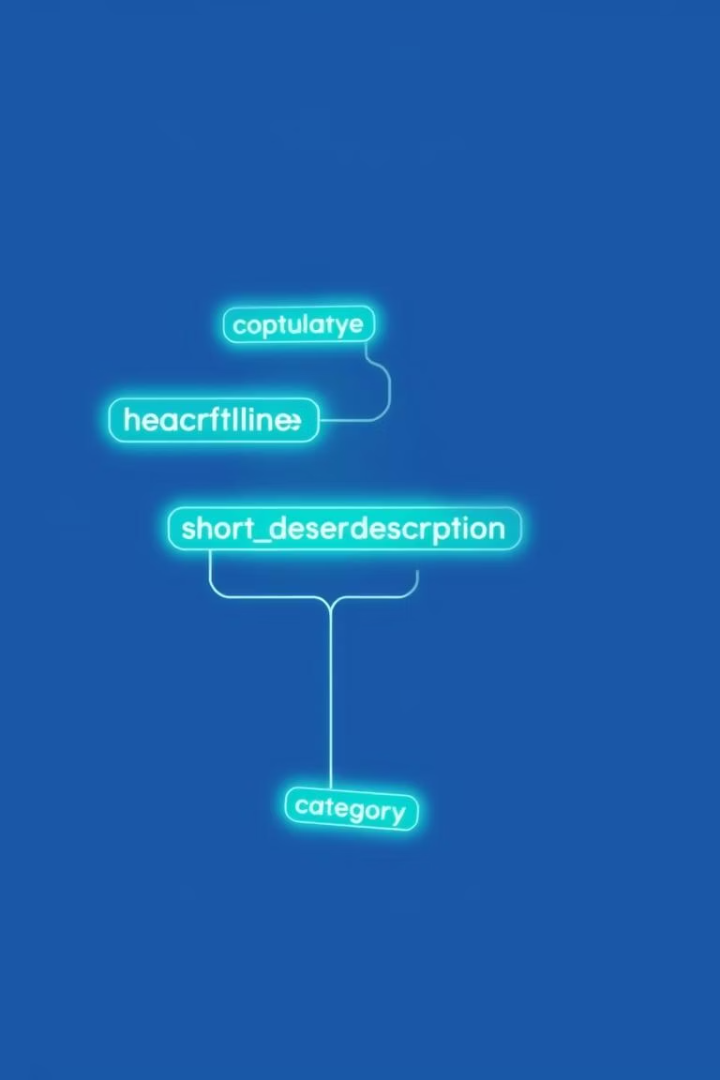 coptulatye
heacrftlline
short_deserdescrption
category